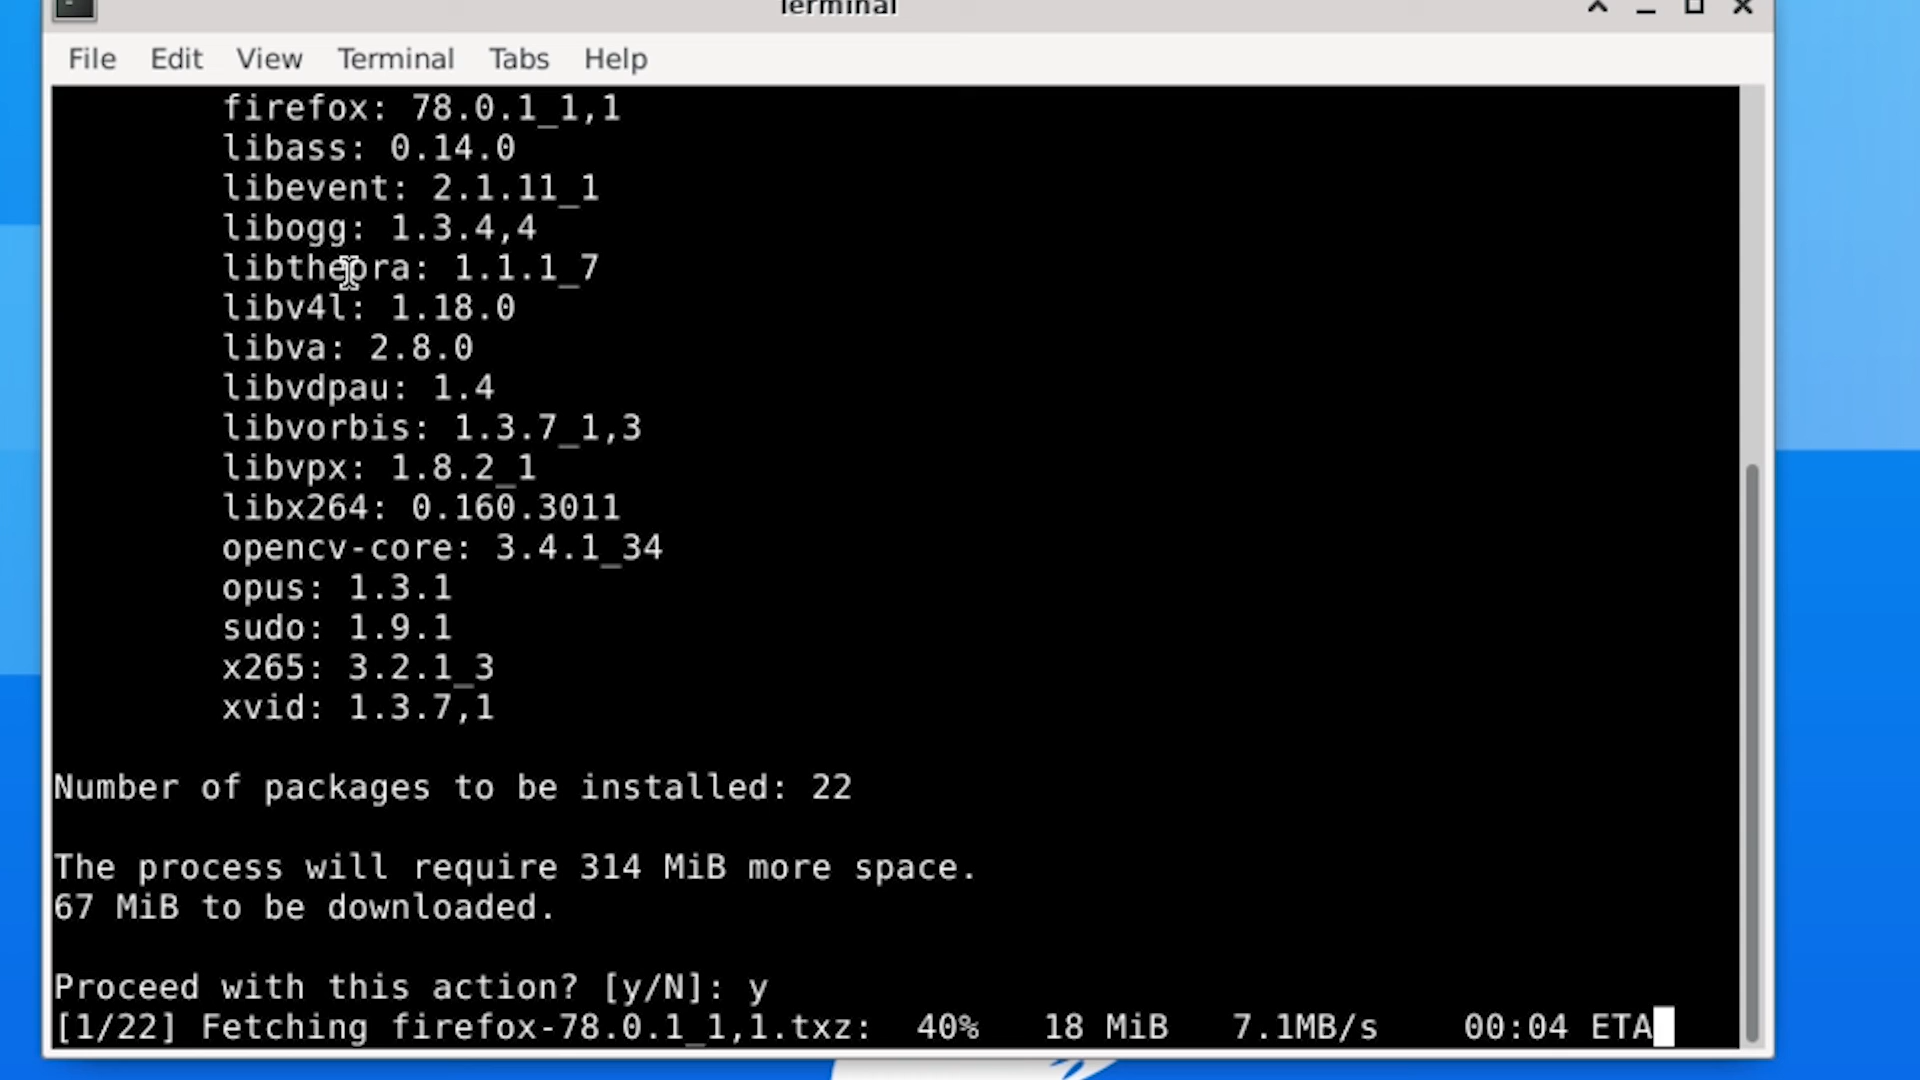 Terminal
File Edit View Terminal Tabs Help
firefox: 78.0.1_1,1
libass: 0.14.0
libevent: 2.1.11_1
libogg: 1.3.4,4
libtheora: 1.1.1_7
libv4l: 1.18.0
libva: 2.8.0
libvdpau: 1.4
libvorbis: 1.3.7_1,3
libvpx: 1.8.2_1
libx264: 0.160.3011
opencv-core: 3.4.1_34
opus: 1.3.1
sudo: 1.9.1
x265: 3.2.1_3
xvid: 1.3.7,1
Number of packages to be installed: 22
The process will require 314 MiB more space.
67 MiB to be downloaded.
Proceed with this action? [y/N]: y
[1/22] Fetching firefox-78.0.1_1,1.txz: 40% 18 MiB 7.1MB/s 00:04 ETA